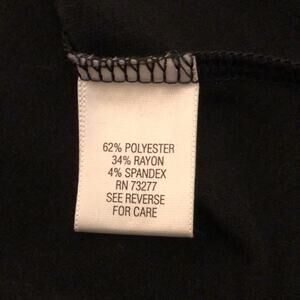 62% POLYESTER
34% RAYON
4% SPANDEX
RN 73277
SEE REVERSE
FOR CARE